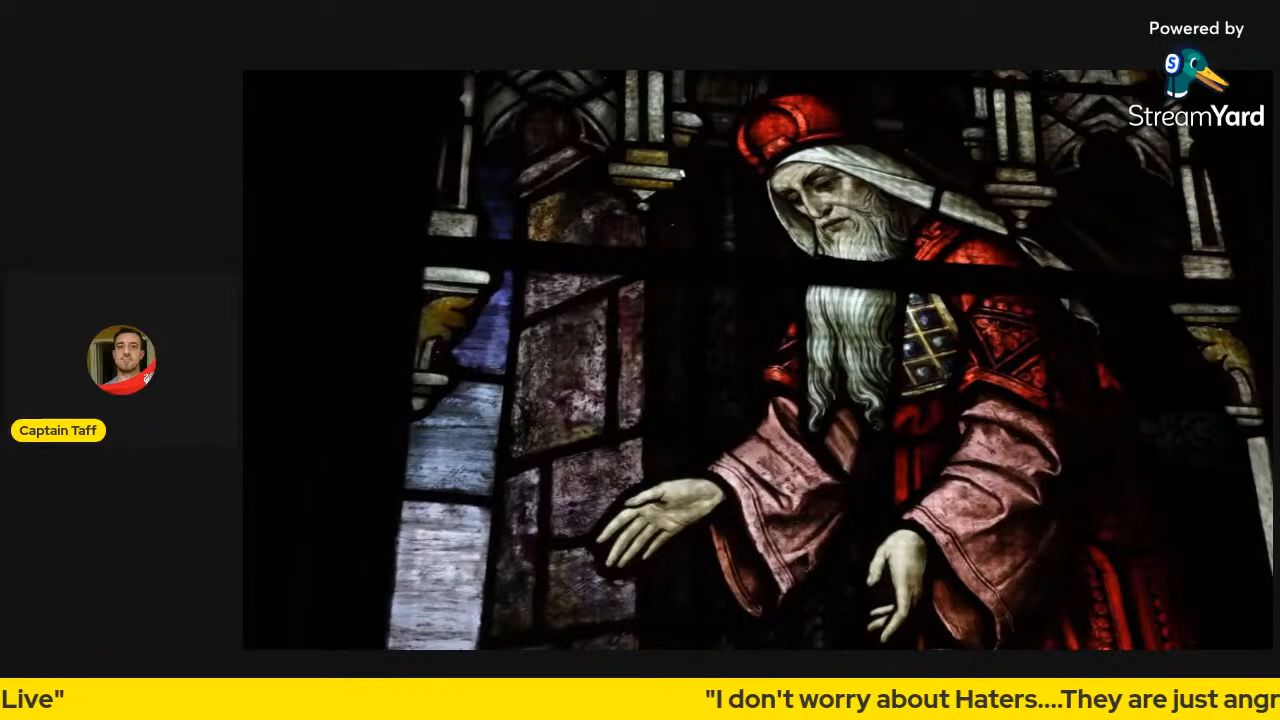 Powered by
StreamYard
Captain Taff
Live"
"I don't worry about Haters....They are just angr